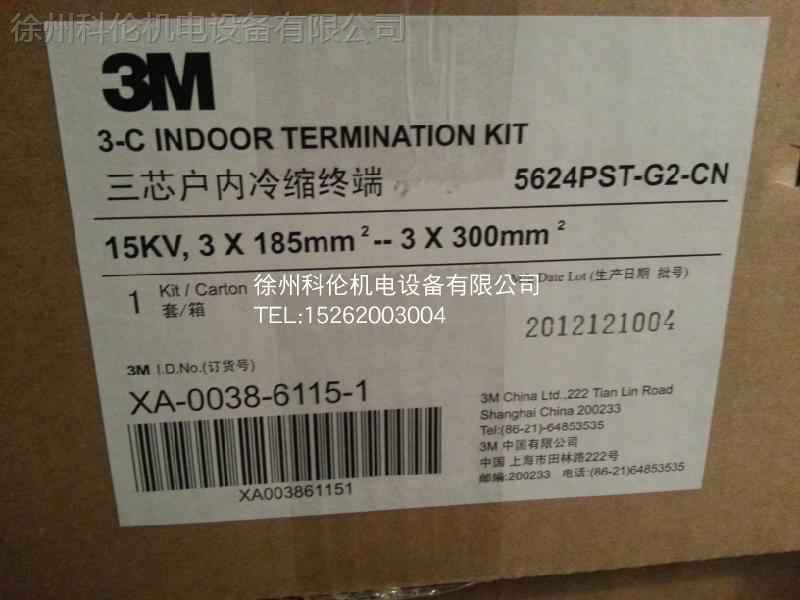 徐州科伦机电设备有限公司
3M
3-C INDOOR TERMINATION KIT
三芯户内冷缩终端 5624PST-G2-CN
15KV, 3 X 185mm² -- 3 X 300mm²
1 Kit / Carton
套/箱
Date Lot (生产日期 批号)
徐州科伦机电设备有限公司
TEL:15262003004
2012121004
3M I.D.No.(订货号)
XA-0038-6115-1
XA003861151
3M China Ltd.,222 Tian Lin Road
Shanghai China 200233
Tel:(86-21)-64853535
3M 中国有限公司
中国 上海市田林路222号
邮编:200233 电话:(86-21)64853535